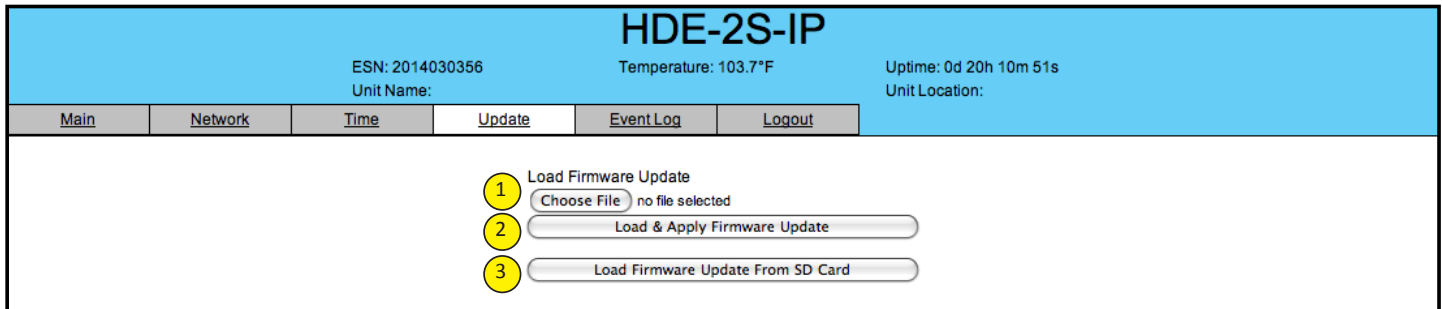 HDE-2S-IP
ESN: 2014030356 Temperature: 103.7°F Uptime: 0d 20h 10m 51s
Unit Name: Unit Location:
Main Network Time Update Event Log Logout
Load Firmware Update
1 Choose File no file selected
2 Load & Apply Firmware Update
3 Load Firmware Update From SD Card